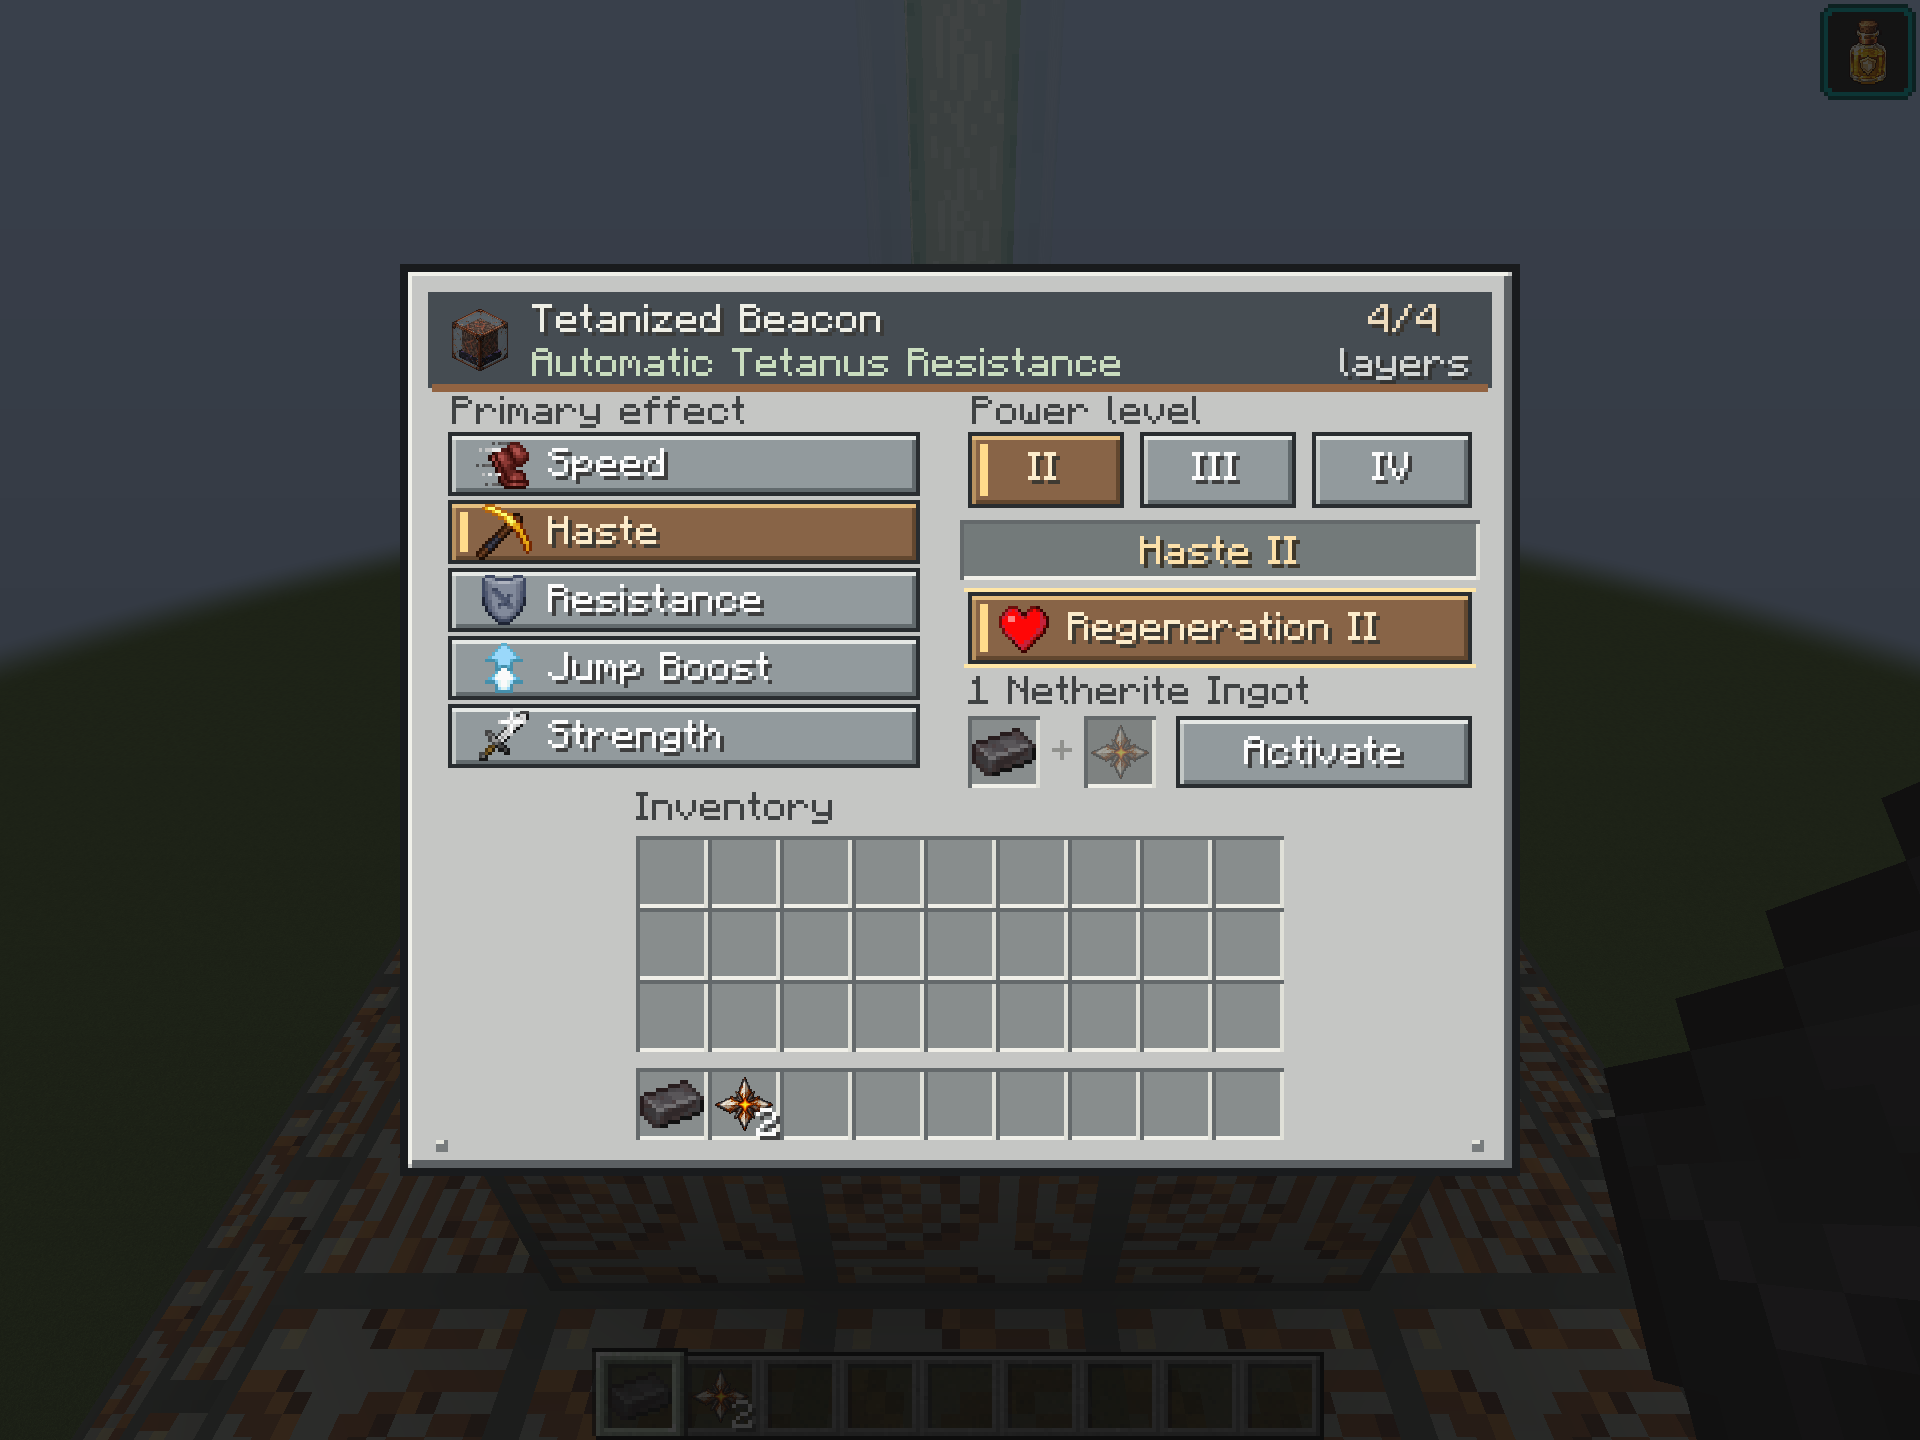 Tetanized Beacon
4/4
Automatic Tetanus Resistance
layers
Primary effect
Power level
Speed
II
III
IV
Haste
Haste II
Resistance
Regeneration II
Jump Boost
1 Netherite Ingot
Strength
+
Activate
Inventory
2
2